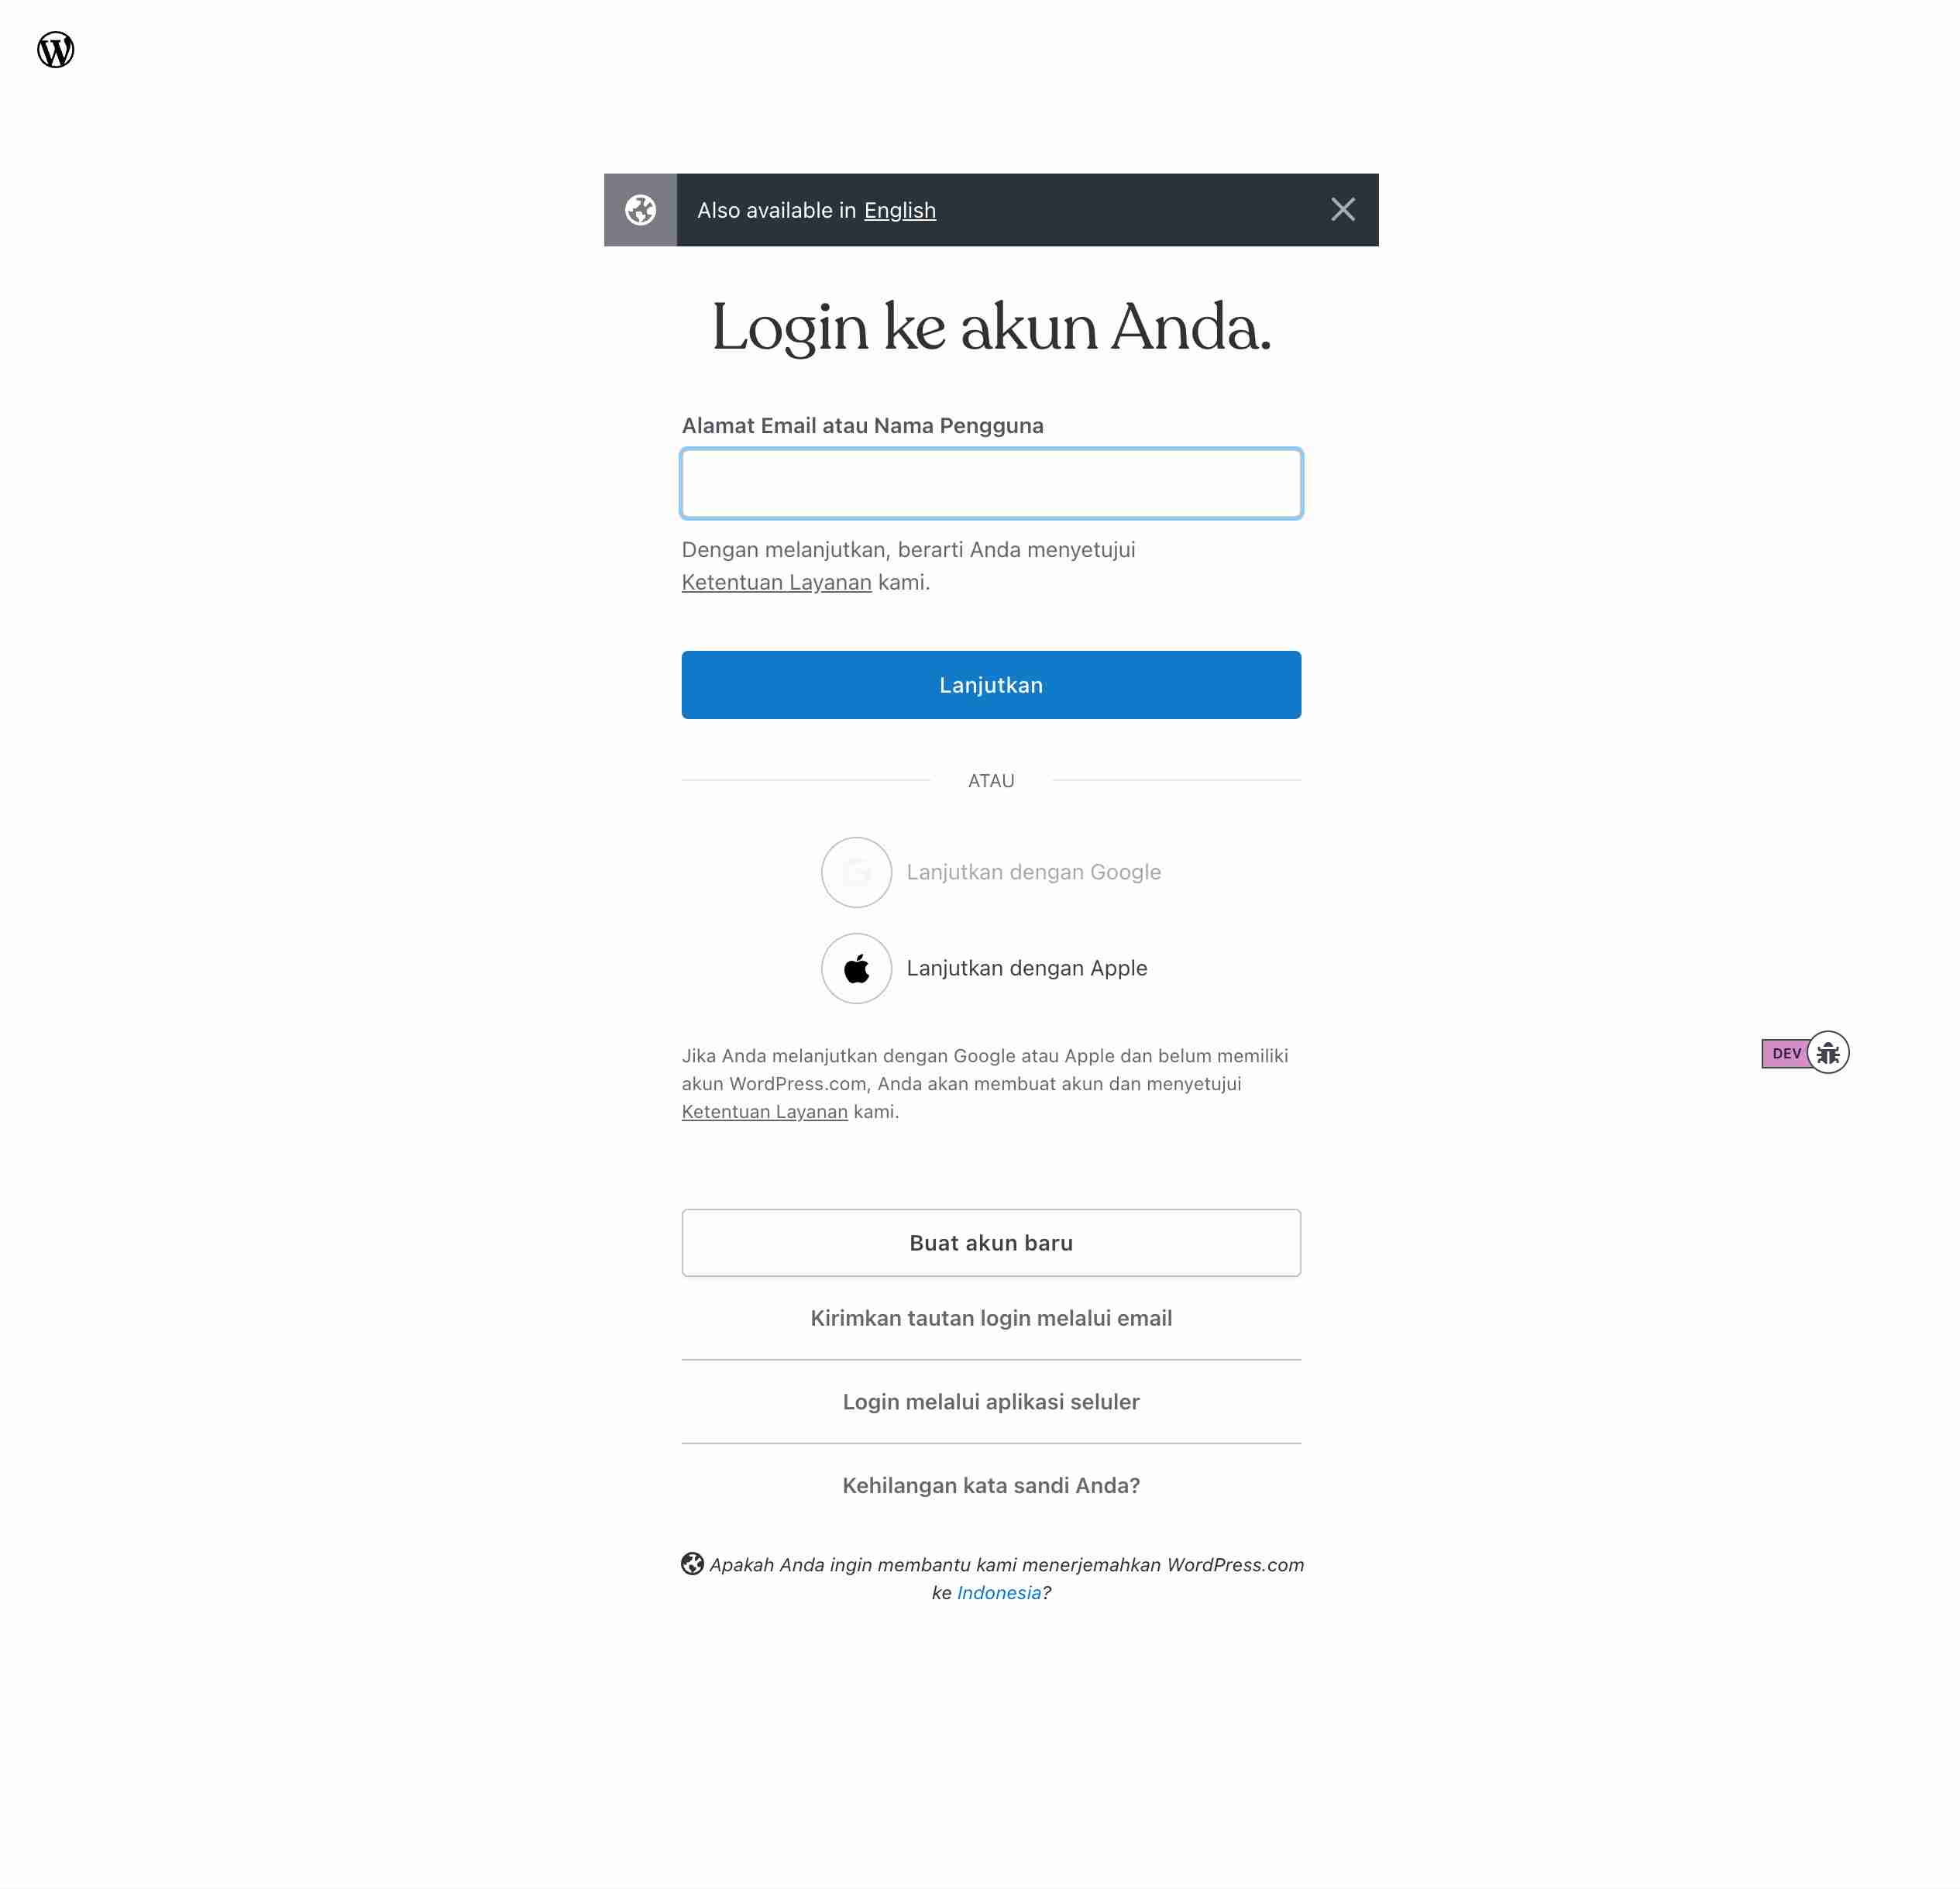 Also available in English
Login ke akun Anda.
Alamat Email atau Nama Pengguna
Dengan melanjutkan, berarti Anda menyetujui
Ketentuan Layanan kami.
Lanjutkan
ATAU
Lanjutkan dengan Google
Lanjutkan dengan Apple
Jika Anda melanjutkan dengan Google atau Apple dan belum memiliki
akun WordPress.com, Anda akan membuat akun dan menyetujui
Ketentuan Layanan kami.
DEV
Buat akun baru
Kirimkan tautan login melalui email
Login melalui aplikasi seluler
Kehilangan kata sandi Anda?
Apakah Anda ingin membantu kami menerjemahkan WordPress.com
ke Indonesia?